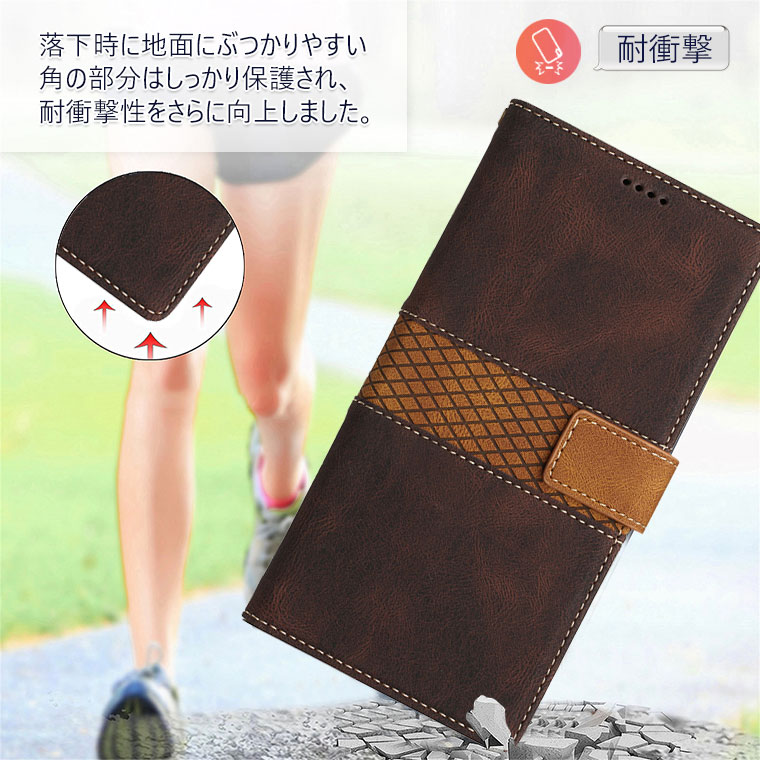 落下時に地面にぶつかりやすい
角の部分はしっかり保護され、
耐衝撃性をさらに向上しました。
耐衝撃